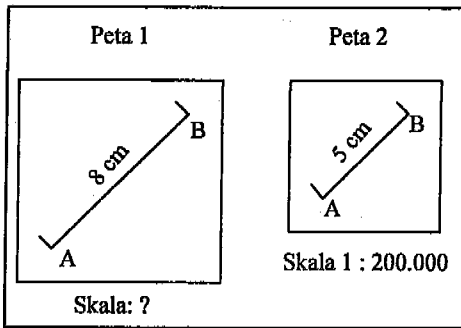 Peta 1
B
8 cm
A
Skala: ?
Peta 2
B
5 cm
A
Skala 1 : 200.000